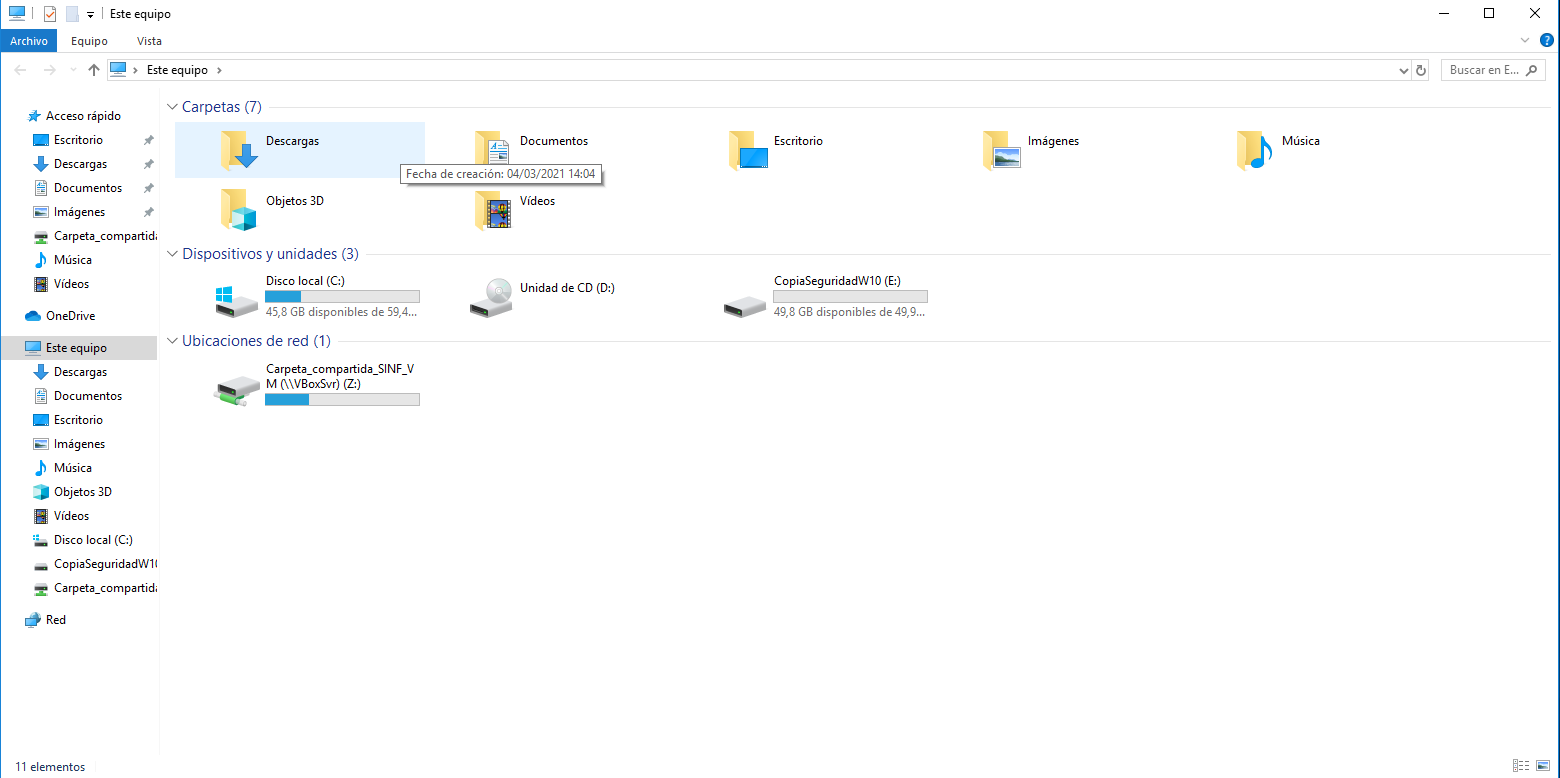 Este equipo
Archivo Equipo Vista
Este equipo
Buscar en E...
Acceso rápido
Escritorio
Descargas
Documentos
Imágenes
Carpeta_compartida
Música
Vídeos
OneDrive
Este equipo
Descargas
Documentos
Escritorio
Imágenes
Música
Objetos 3D
Vídeos
Disco local (C:)
CopiaSeguridadW10
Carpeta_compartida
Red
Carpetas (7)
Descargas
Documentos
Escritorio
Imágenes
Música
Fecha de creación: 04/03/2021 14:04
Objetos 3D
Vídeos
Dispositivos y unidades (3)
Disco local (C:)
45,8 GB disponibles de 59,4...
Unidad de CD (D:)
CopiaSeguridadW10 (E:)
49,8 GB disponibles de 49,9...
Ubicaciones de red (1)
Carpeta_compartida_SINF_V
M (\\VBoxSvr) (Z:)
11 elementos